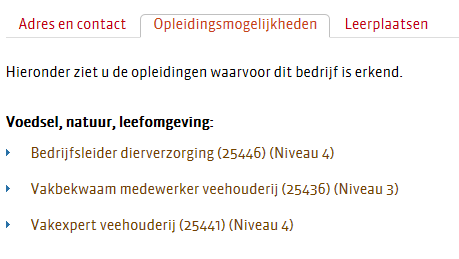 Adres en contact Opleidingsmogelijkheden Leerplaatsen
Hieronder ziet u de opleidingen waarvoor dit bedrijf is erkend.
Voedsel, natuur, leefomgeving:
Bedrijfsleider dierverzorging (25446) (Niveau 4)
Vakbekwaam medewerker veehouderij (25436) (Niveau 3)
Vakexpert veehouderij (25441) (Niveau 4)